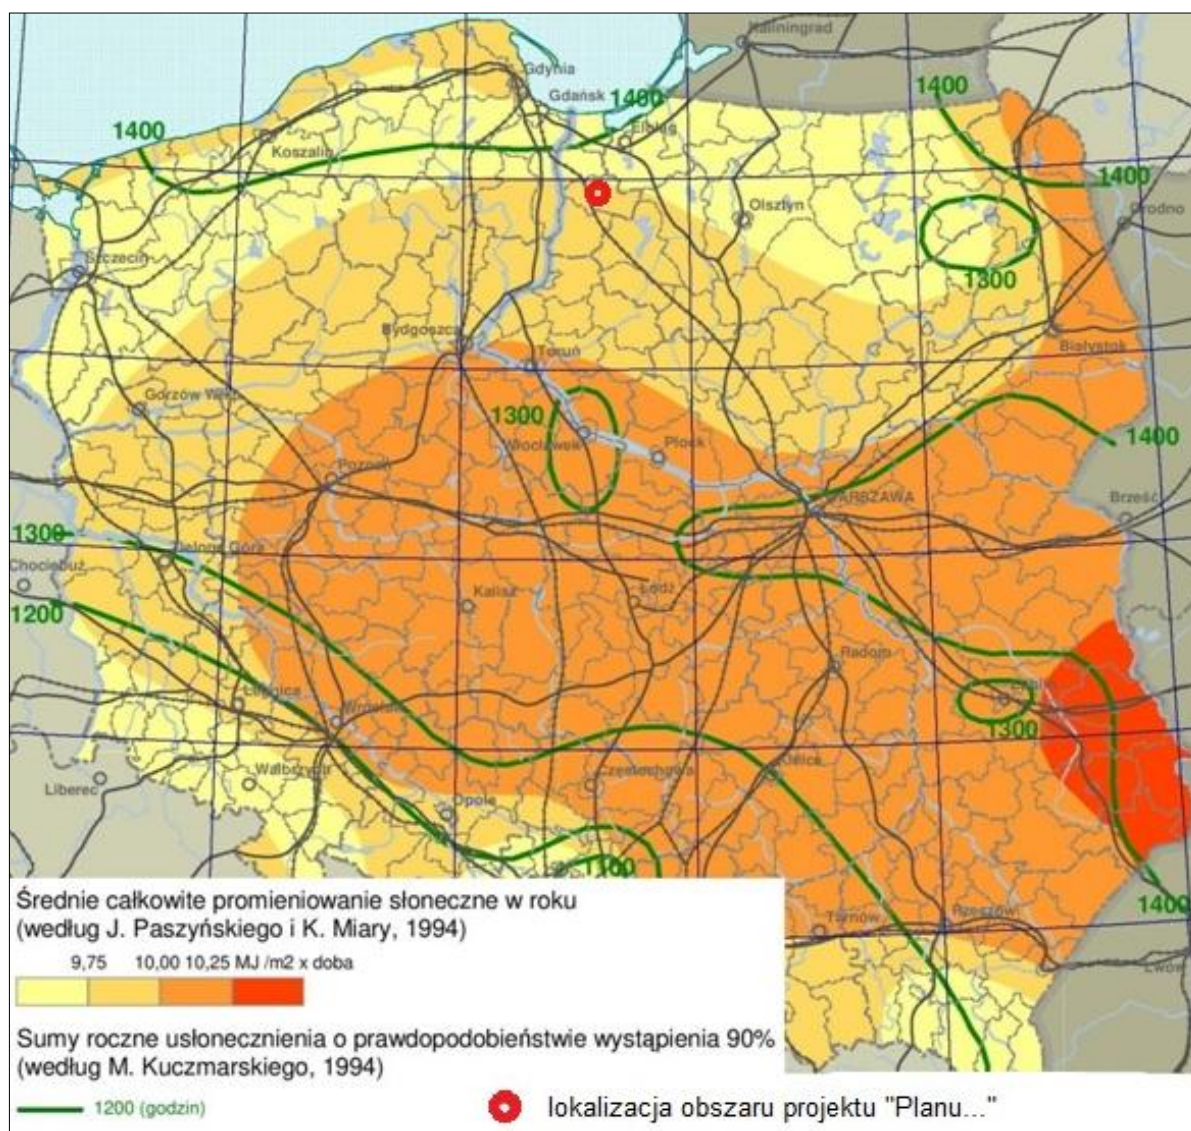 Kaliningrad
Gdynia
Gdańsk
1400
1400
1400
Elbląg
Koszalin
1400
Olsztyn
Grodno
Szczecin
1300
Bydgoszcz
Toruń
Białystok
Gorzów Wlkp.
1300
Włocławek
Płock
1400
Poznań
WARSZAWA
Brześć
1300
Zielona Góra
Chociebuż
Kalisz
Łódź
1200
Radom
Legnica
Lublin
Wrocław
1300
Wałbrzych
Częstochowa
Kielce
Liberec
Opole
1100
Średnie całkowite promieniowanie słoneczne w roku
(według J. Paszyńskiego i K. Miary, 1994)
Tarnów
Rzeszów
1400
9,75 10,00 10,25 MJ /m2 x doba
Lwów
Sumy roczne usłonecznienia o prawdopodobieństwie wystąpienia 90%
(według M. Kuczmarskiego, 1994)
1200 (godzin)
lokalizacja obszaru projektu "Planu..."